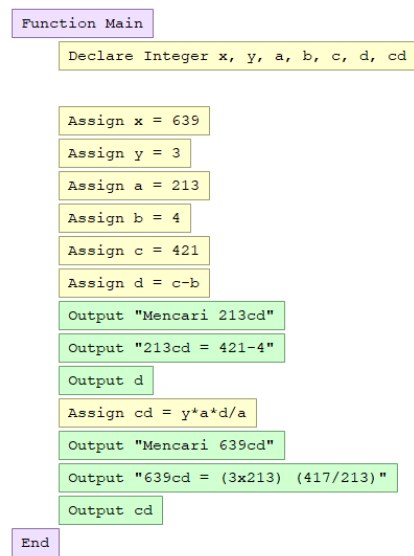 Function Main
Declare Integer x, y, a, b, c, d, cd
Assign x = 639
Assign y = 3
Assign a = 213
Assign b = 4
Assign c = 421
Assign d = c-b
Output "Mencari 213cd"
Output "213cd = 421-4"
Output d
Assign cd = y*a*d/a
Output "Mencari 639cd"
Output "639cd = (3x213) (417/213)"
Output cd
End